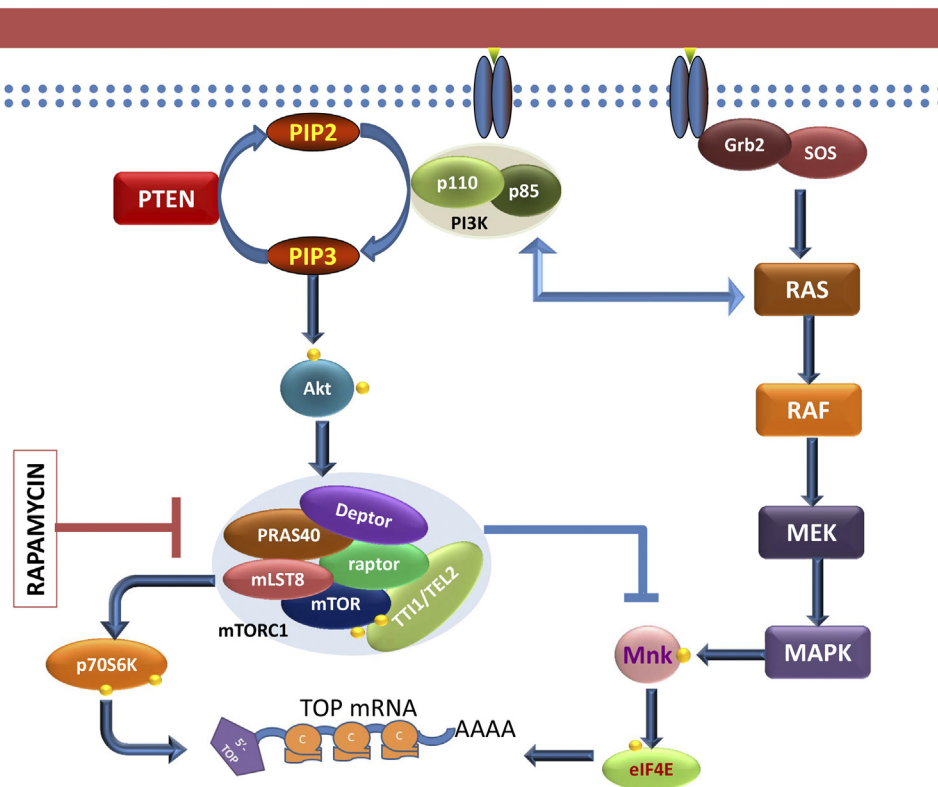 PIP2
Grb2
SOS
p110
p85
PTEN
PI3K
PIP3
RAS
Akt
RAF
RAPAMYCIN
Deptor
PRAS40
MEK
raptor
mLST8
TTI1/TEL2
mTOR
mTORC1
Mnk
MAPK
p70S6K
TOP mRNA
AAAA
5'-
TOP
C
C
C
eIF4E